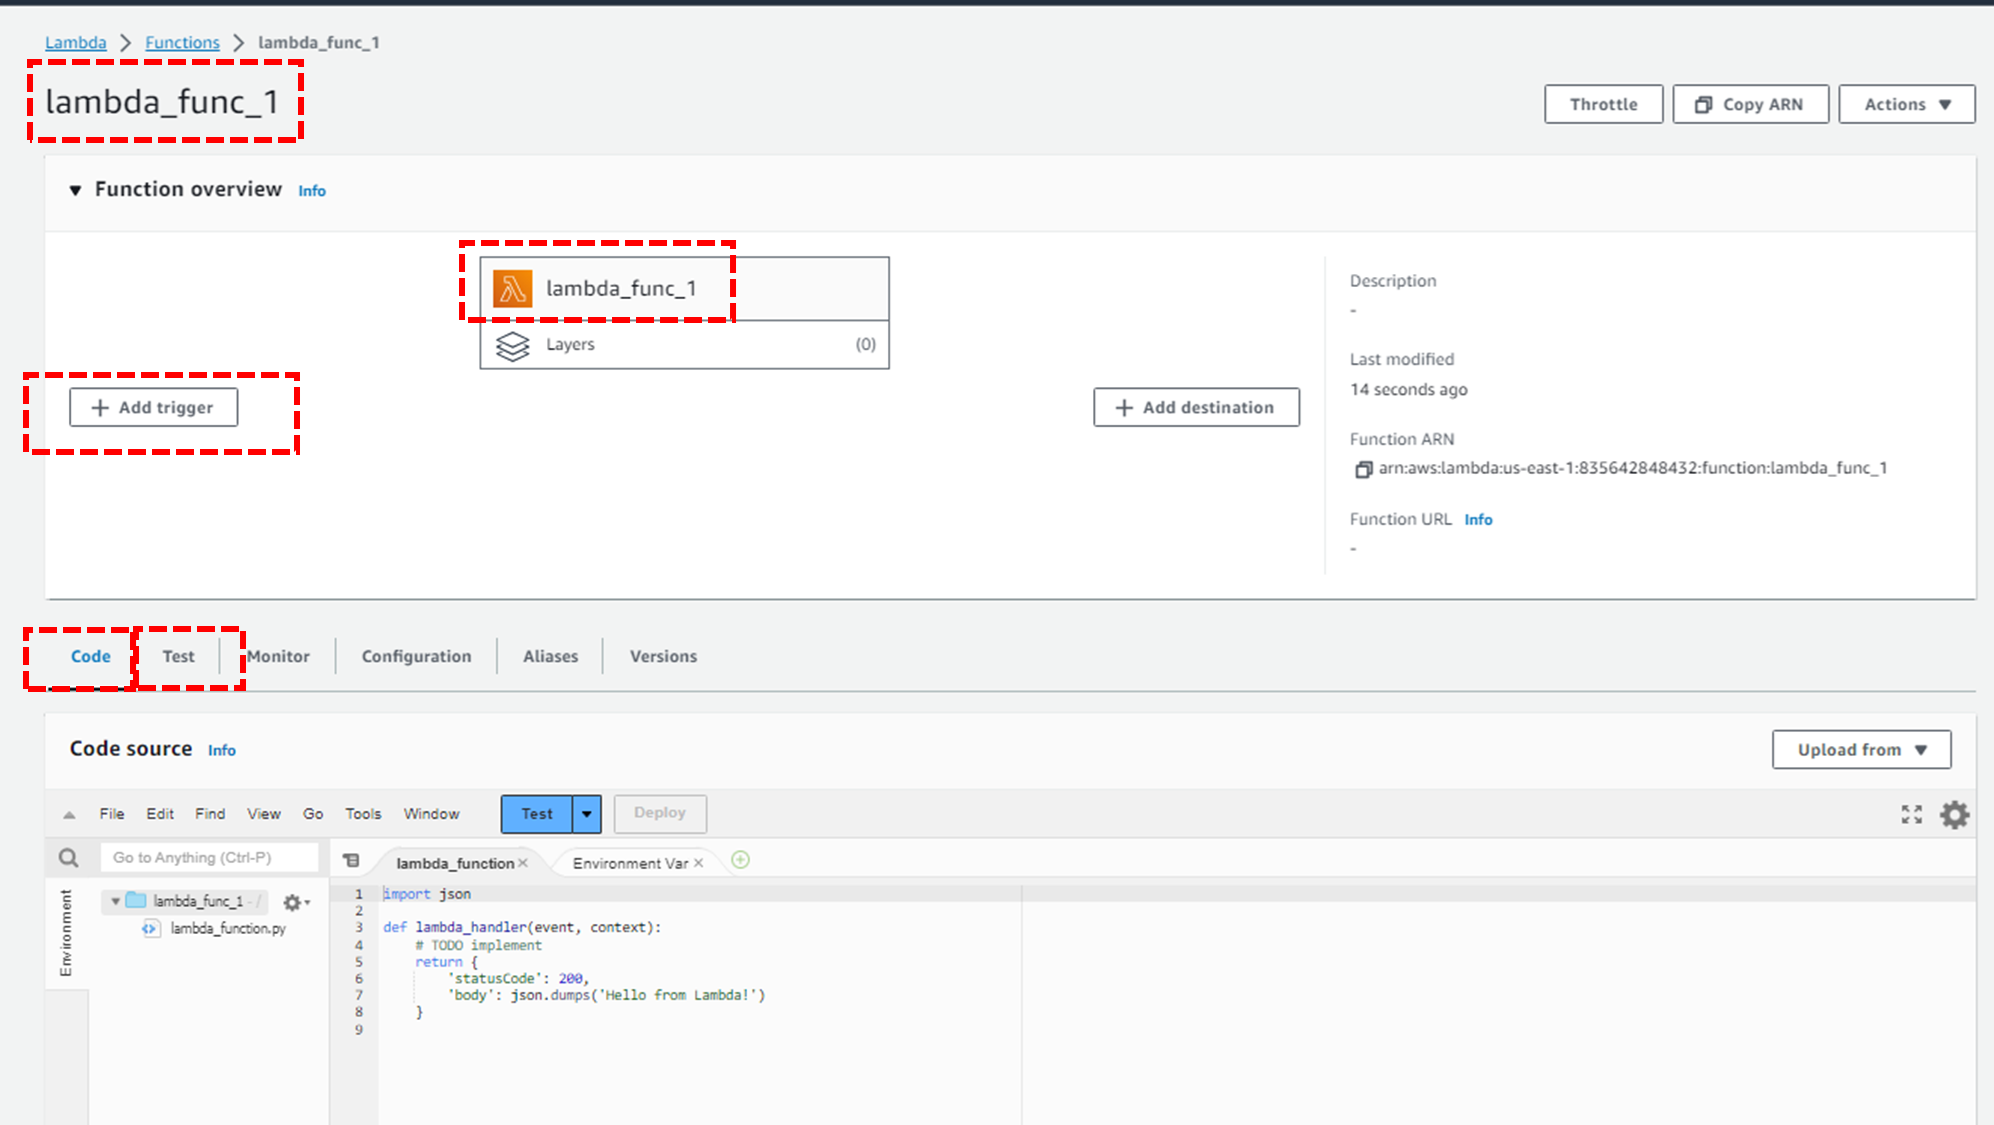 Lambda > Functions > lambda_func_1
lambda_func_1
Throttle
Copy ARN
Actions
Function overview Info
lambda_func_1
Layers (0)
+ Add trigger
+ Add destination
Description
-
Last modified
14 seconds ago
Function ARN
arn:aws:lambda:us-east-1:835642848432:function:lambda_func_1
Function URL Info
-
Code
Test
Monitor
Configuration
Aliases
Versions
Code source Info
Upload from
File Edit Find View Go Tools Window
Test
Deploy
Go to Anything (Ctrl-P)
lambda_function ×
Environment Var ×
Environment
lambda_func_1 - /
lambda_function.py
1 import json
2
3 def lambda_handler(event, context):
4     # TODO implement
5     return {
6         'statusCode': 200,
7         'body': json.dumps('Hello from Lambda!')
8     }
9